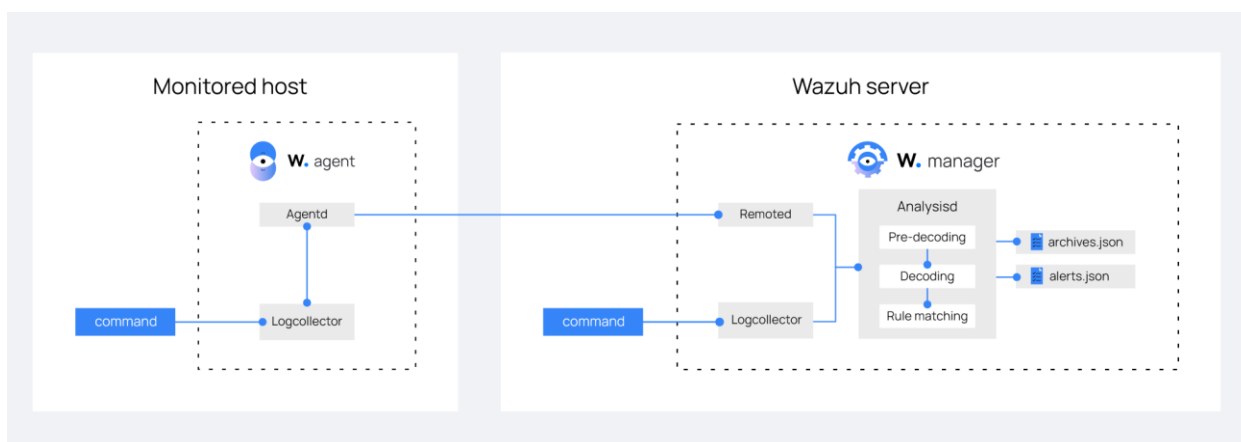 Monitored host
W. agent
Agentd
command
Logcollector
Wazuh server
W. manager
Remoted
command
Logcollector
Analysisd
Pre-decoding
Decoding
Rule matching
archives.json
alerts.json